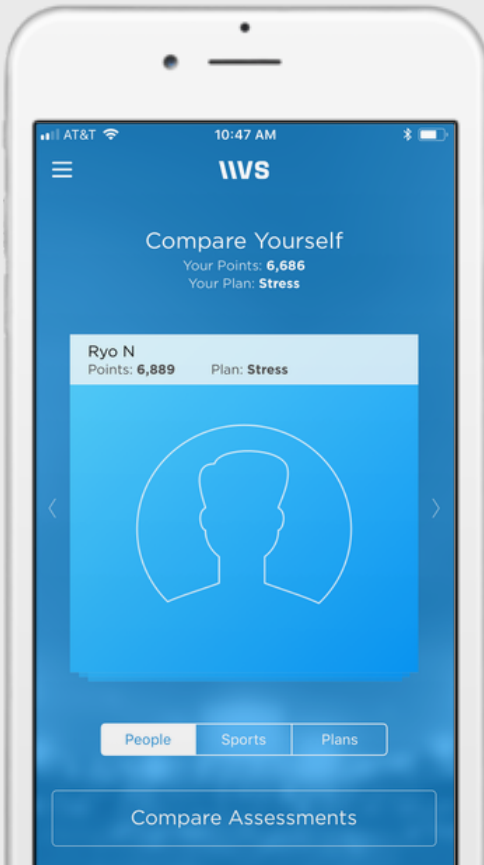 AT&T
10:47 AM
\\VS
Compare Yourself
Your Points: 6,686
Your Plan: Stress
Ryo N
Points: 6,889 Plan: Stress
People Sports Plans
Compare Assessments